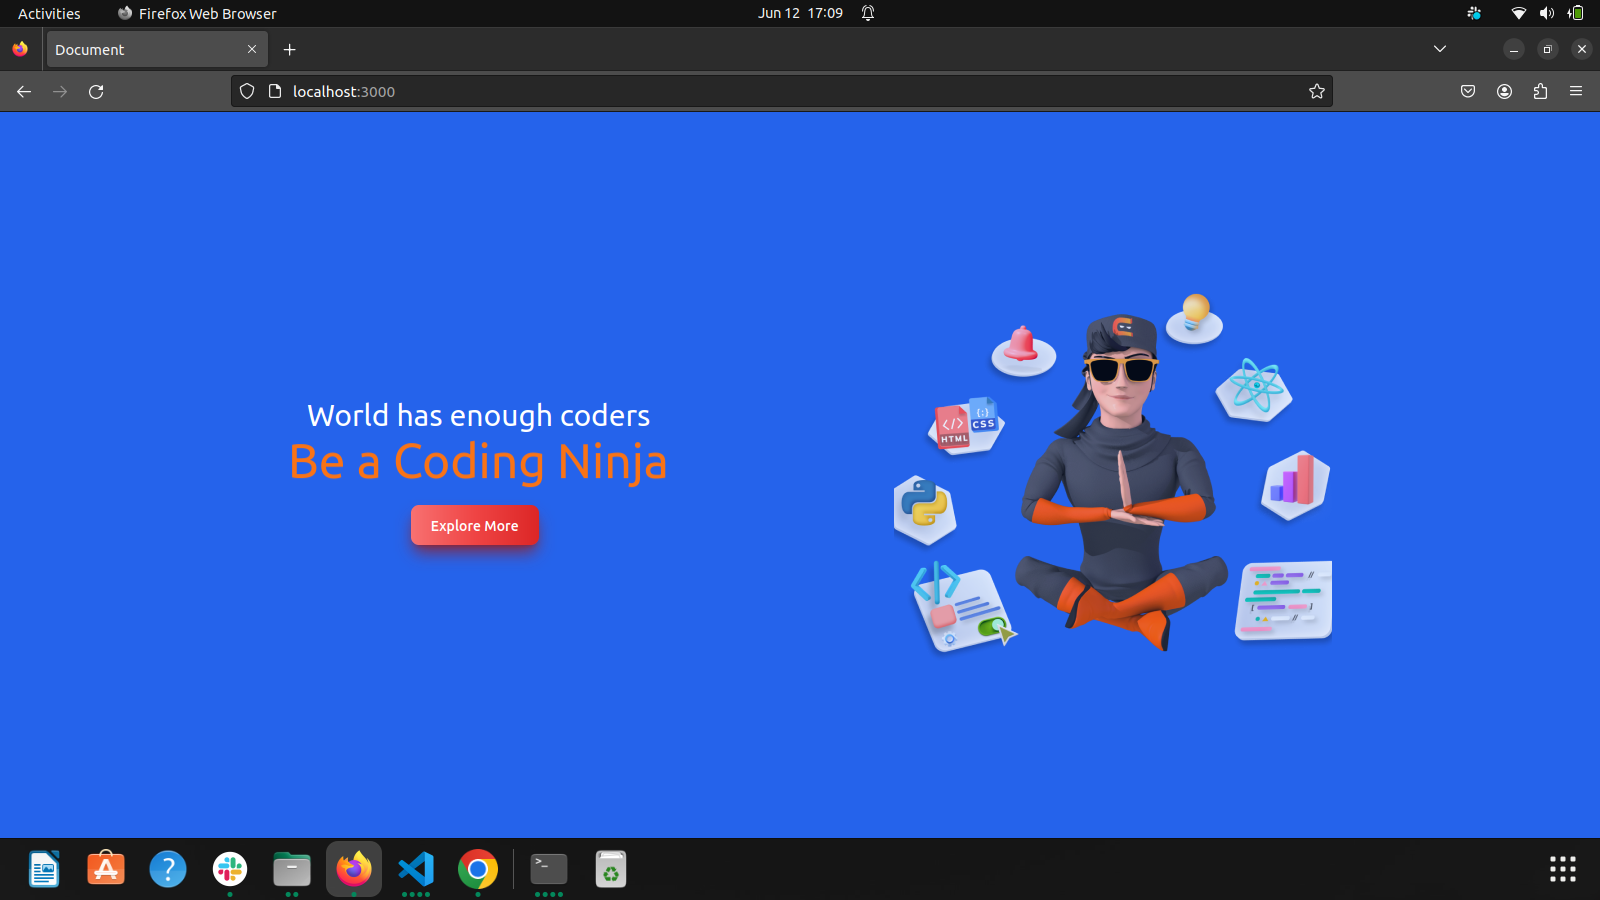 Activities
Firefox Web Browser
Jun 12 17:09
Document
localhost:3000
World has enough coders
Be a Coding Ninja
Explore More
</>
HTML
{;}
CSS
</>
//
[ ]
//
?
>_